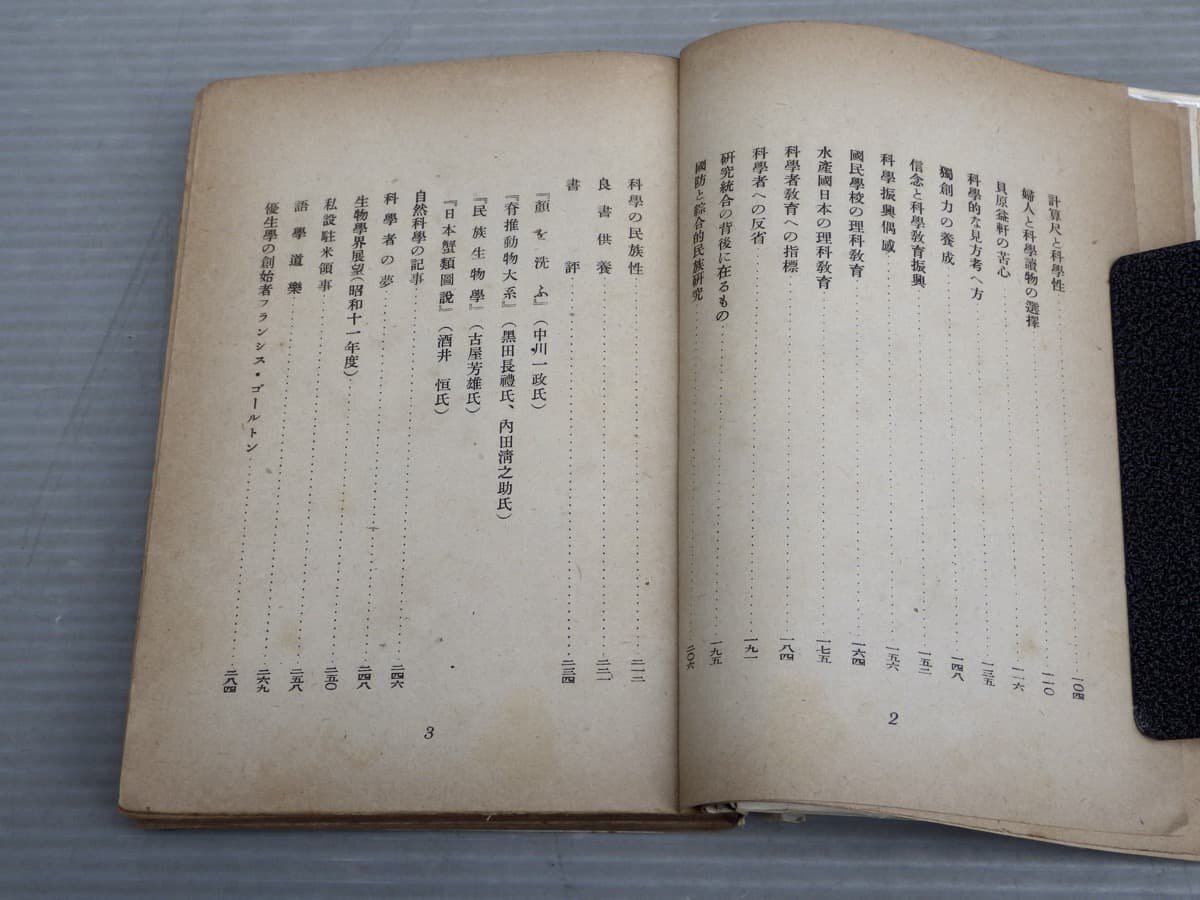 計算尺と科學性 一〇四
婦人と科學讀物の選擇 一一〇
貝原益軒の苦心 一一六
科學的な見方考へ方 一三五
獨創力の養成 一四八
信念と科學敎育振興 一五二
科學振興偶感 一五六
國民學校の理科敎育 一六四
水產國日本の理科敎育 一七五
科學者敎育への指標 一八四
科學者への反省 一九一
硏究統合の背後に在るもの 一九五
國防と綜合的民族硏究 二〇六
2
科學の民族性 二一二
良書供養 二二一
書評 二三四
『顏を洗ふ』(中川一政氏)
『脊椎動物大系』(黑田長禮氏、內田淸之助氏)
『民族生物學』(古屋芳雄氏)
『日本蟹類圖說』(酒井 恒氏)
自然科學の記事 二四六
科學者の夢 二四八
生物學界展望(昭和十一年度) 二五〇
私設駐米領事 二五八
語學道樂 二六九
優生學の創始者フランシス・ゴールトン 二八四
3